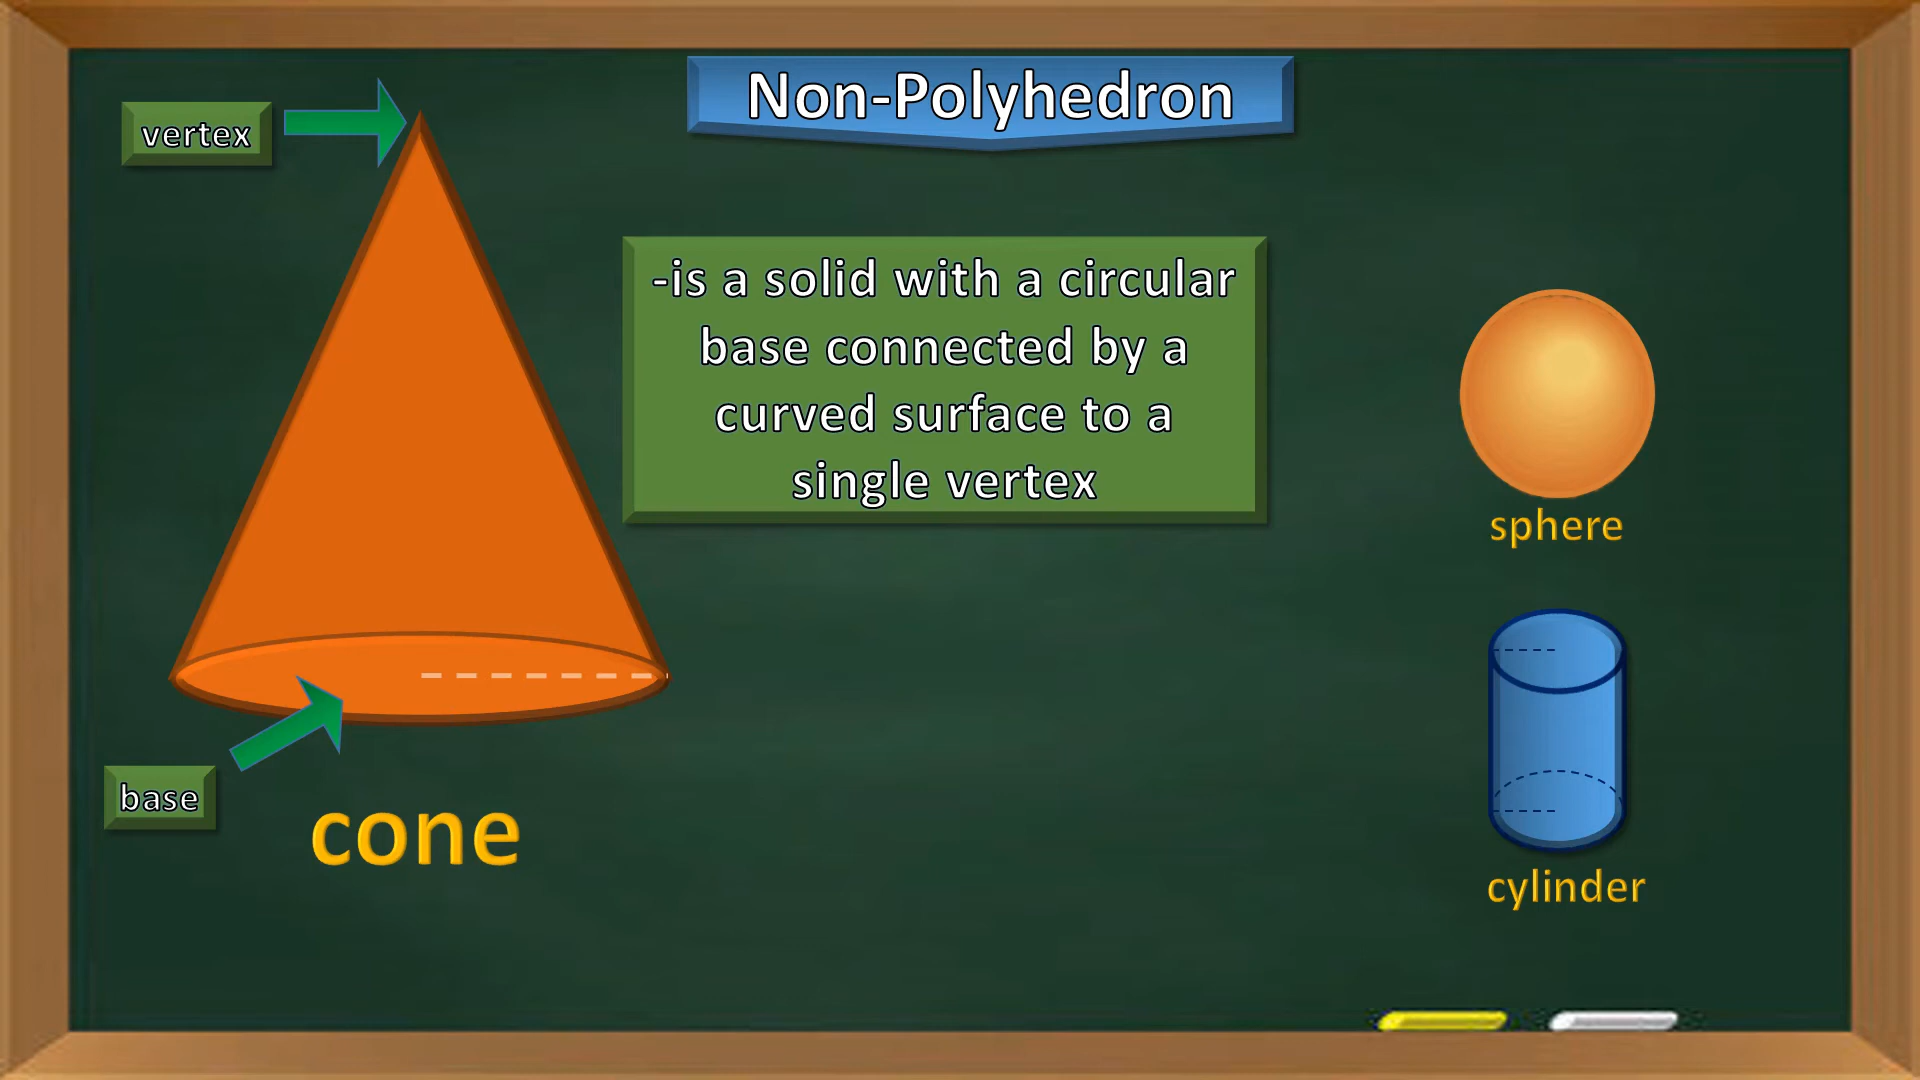 Non-Polyhedron
vertex
-is a solid with a circular
base connected by a
curved surface to a
single vertex
sphere
base
cone
cylinder